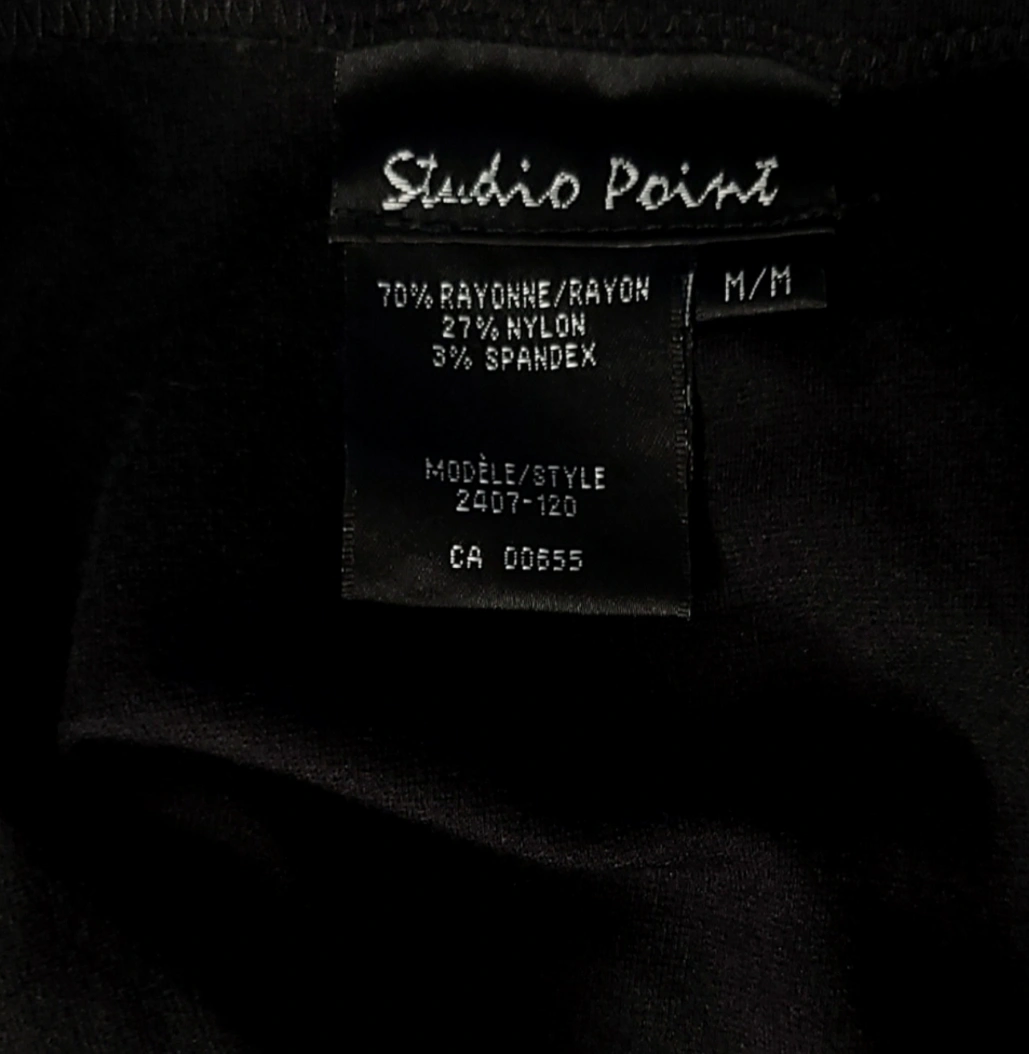 Studio Point
M/M
70% RAYONNE/RAYON
27% NYLON
3% SPANDEX
MODÈLE/STYLE
2407-120
CA 00655